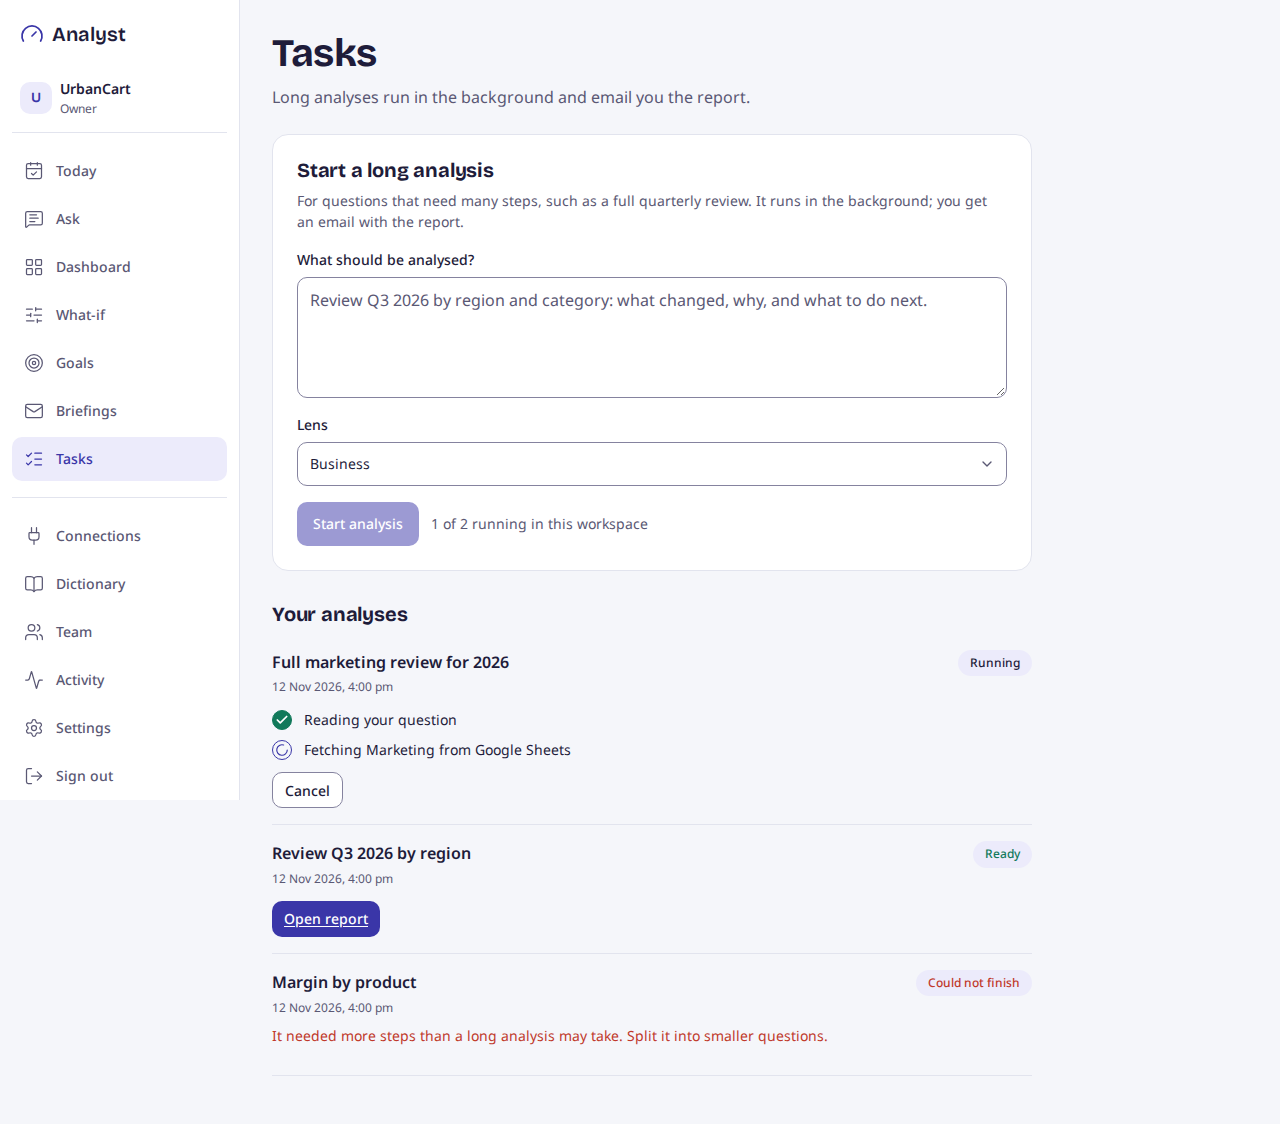 Analyst
U
UrbanCart
Owner
Today
Ask
Dashboard
What-if
Goals
Briefings
Tasks
Connections
Dictionary
Team
Activity
Settings
Sign out
Tasks
Long analyses run in the background and email you the report.
Start a long analysis
For questions that need many steps, such as a full quarterly review. It runs in the background; you get
an email with the report.
What should be analysed?
Review Q3 2026 by region and category: what changed, why, and what to do next.
Lens
Business
Start analysis
1 of 2 running in this workspace
Your analyses
Full marketing review for 2026
Running
12 Nov 2026, 4:00 pm
Reading your question
Fetching Marketing from Google Sheets
Cancel
Review Q3 2026 by region
Ready
12 Nov 2026, 4:00 pm
Open report
Margin by product
Could not finish
12 Nov 2026, 4:00 pm
It needed more steps than a long analysis may take. Split it into smaller questions.